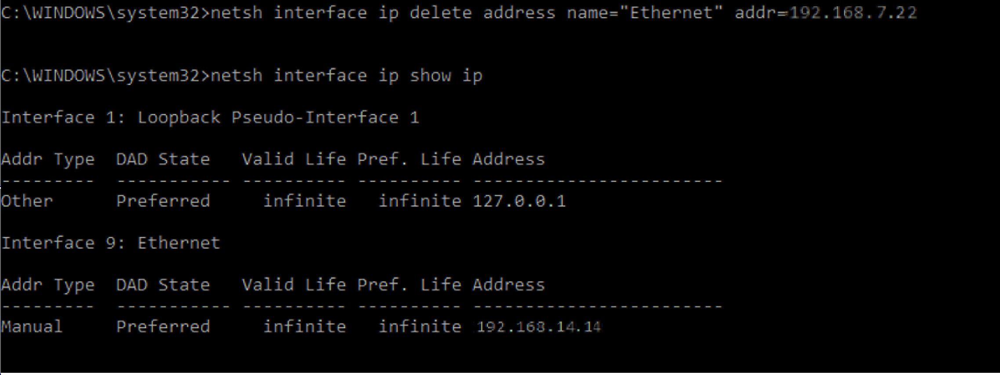 C:\WINDOWS\system32>netsh interface ip delete address name="Ethernet" addr=192.168.7.22
C:\WINDOWS\system32>netsh interface ip show ip
Interface 1: Loopback Pseudo-Interface 1
Addr Type  DAD State   Valid Life Pref. Life Address
---------  ----------- ---------- ---------- ------------------------
Other      Preferred     infinite   infinite 127.0.0.1
Interface 9: Ethernet
Addr Type  DAD State   Valid Life Pref. Life Address
---------  ----------- ---------- ---------- ------------------------
Manual     Preferred     infinite   infinite 192.168.14.14